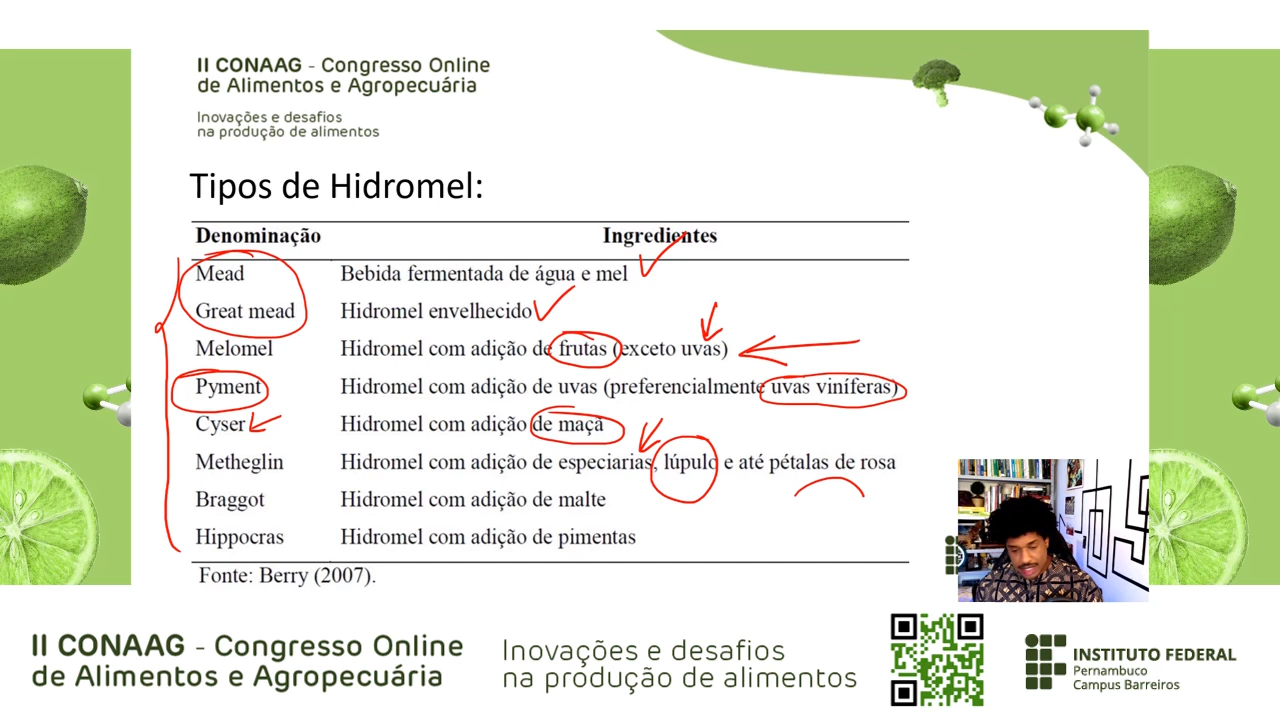 II CONAAG - Congresso Online
de Alimentos e Agropecuária
Inovações e desafios
na produção de alimentos
Tipos de Hidromel:
Denominação Ingredientes
Mead Bebida fermentada de água e mel
Great mead Hidromel envelhecido
Melomel Hidromel com adição de frutas (exceto uvas)
Pyment Hidromel com adição de uvas (preferencialmente uvas viníferas)
Cyser Hidromel com adição de maçã
Metheglin Hidromel com adição de especiarias, lúpulo e até pétalas de rosa
Braggot Hidromel com adição de malte
Hippocras Hidromel com adição de pimentas
Fonte: Berry (2007).
II CONAAG - Congresso Online
de Alimentos e Agropecuária
Inovações e desafios
na produção de alimentos
INSTITUTO FEDERAL
Pernambuco
Campus Barreiros